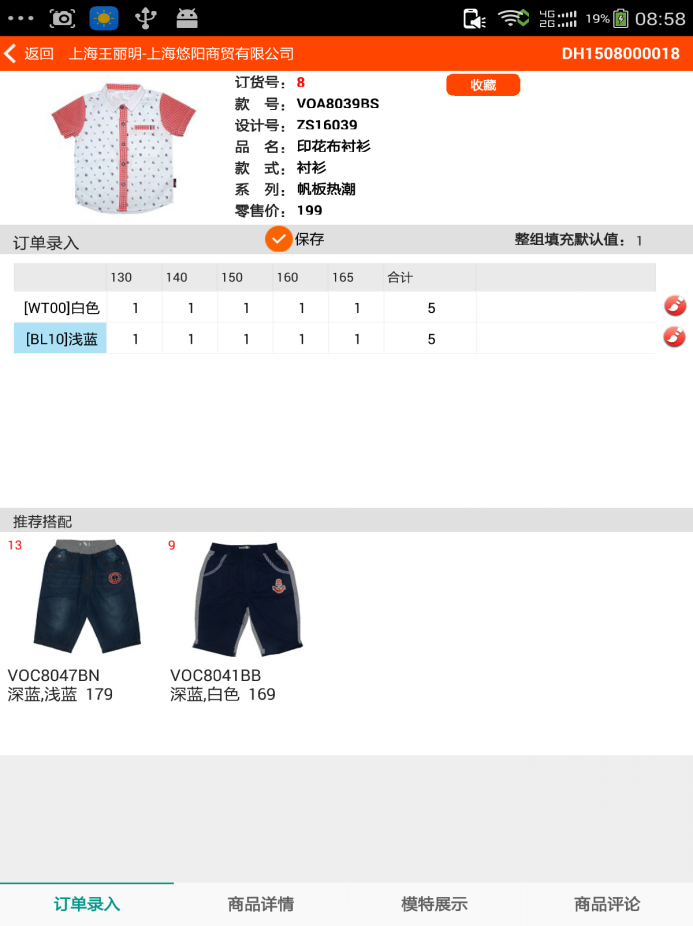 4G
2G
19%
08:58
返回 上海王丽明-上海悠阳商贸有限公司 DH1508000018
订货号: 8
收藏
款 号: VOA8039BS
设计号: ZS16039
品 名: 印花布衬衫
款 式: 衬衫
系 列: 帆板热潮
零售价: 199
订单录入 保存 整组填充默认值: 1
130 140 150 160 165 合计
[WT00]白色 1 1 1 1 1 5
[BL10]浅蓝 1 1 1 1 1 5
推荐搭配
13 9
VOC8047BN VOC8041BB
深蓝,浅蓝 179 深蓝,白色 169
订单录入 商品详情 模特展示 商品评论